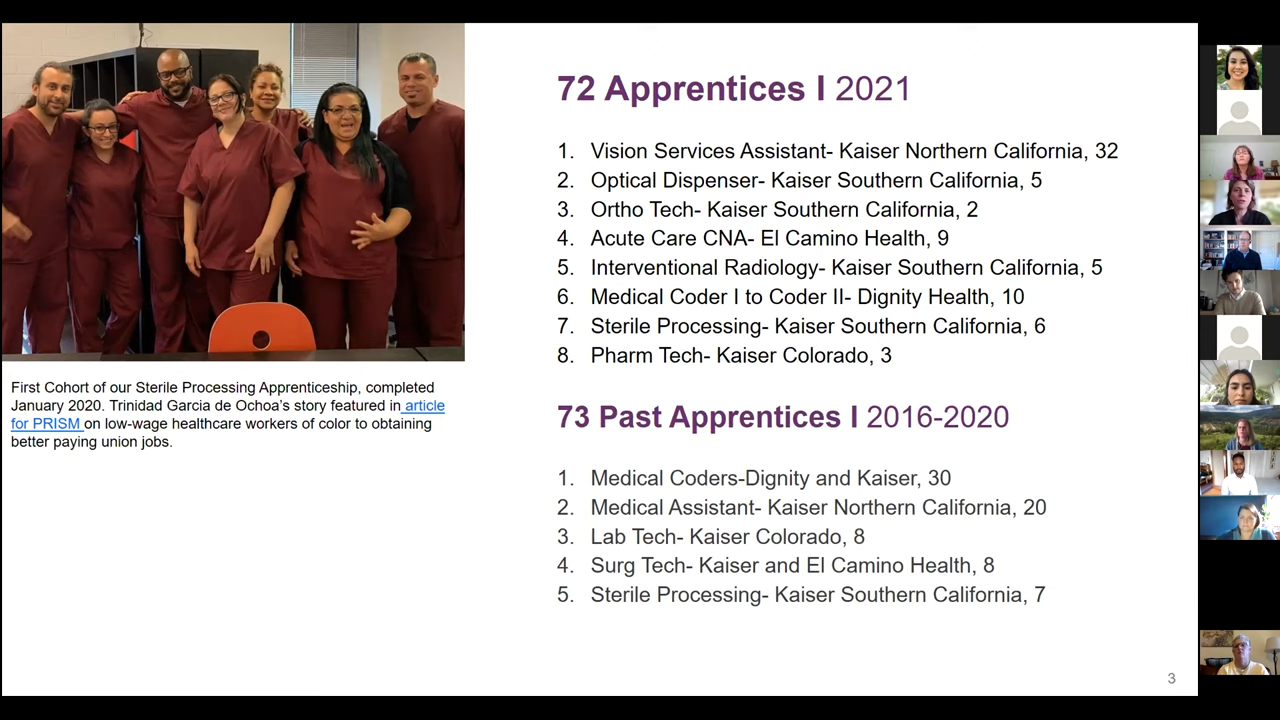 72 Apprentices I 2021
1. Vision Services Assistant- Kaiser Northern California, 32
2. Optical Dispenser- Kaiser Southern California, 5
3. Ortho Tech- Kaiser Southern California, 2
4. Acute Care CNA- El Camino Health, 9
5. Interventional Radiology- Kaiser Southern California, 5
6. Medical Coder I to Coder II- Dignity Health, 10
7. Sterile Processing- Kaiser Southern California, 6
8. Pharm Tech- Kaiser Colorado, 3
First Cohort of our Sterile Processing Apprenticeship, completed
January 2020. Trinidad Garcia de Ochoa's story featured in article
for PRISM on low-wage healthcare workers of color to obtaining
better paying union jobs.
73 Past Apprentices I 2016-2020
1. Medical Coders-Dignity and Kaiser, 30
2. Medical Assistant- Kaiser Northern California, 20
3. Lab Tech- Kaiser Colorado, 8
4. Surg Tech- Kaiser and El Camino Health, 8
5. Sterile Processing- Kaiser Southern California, 7
3